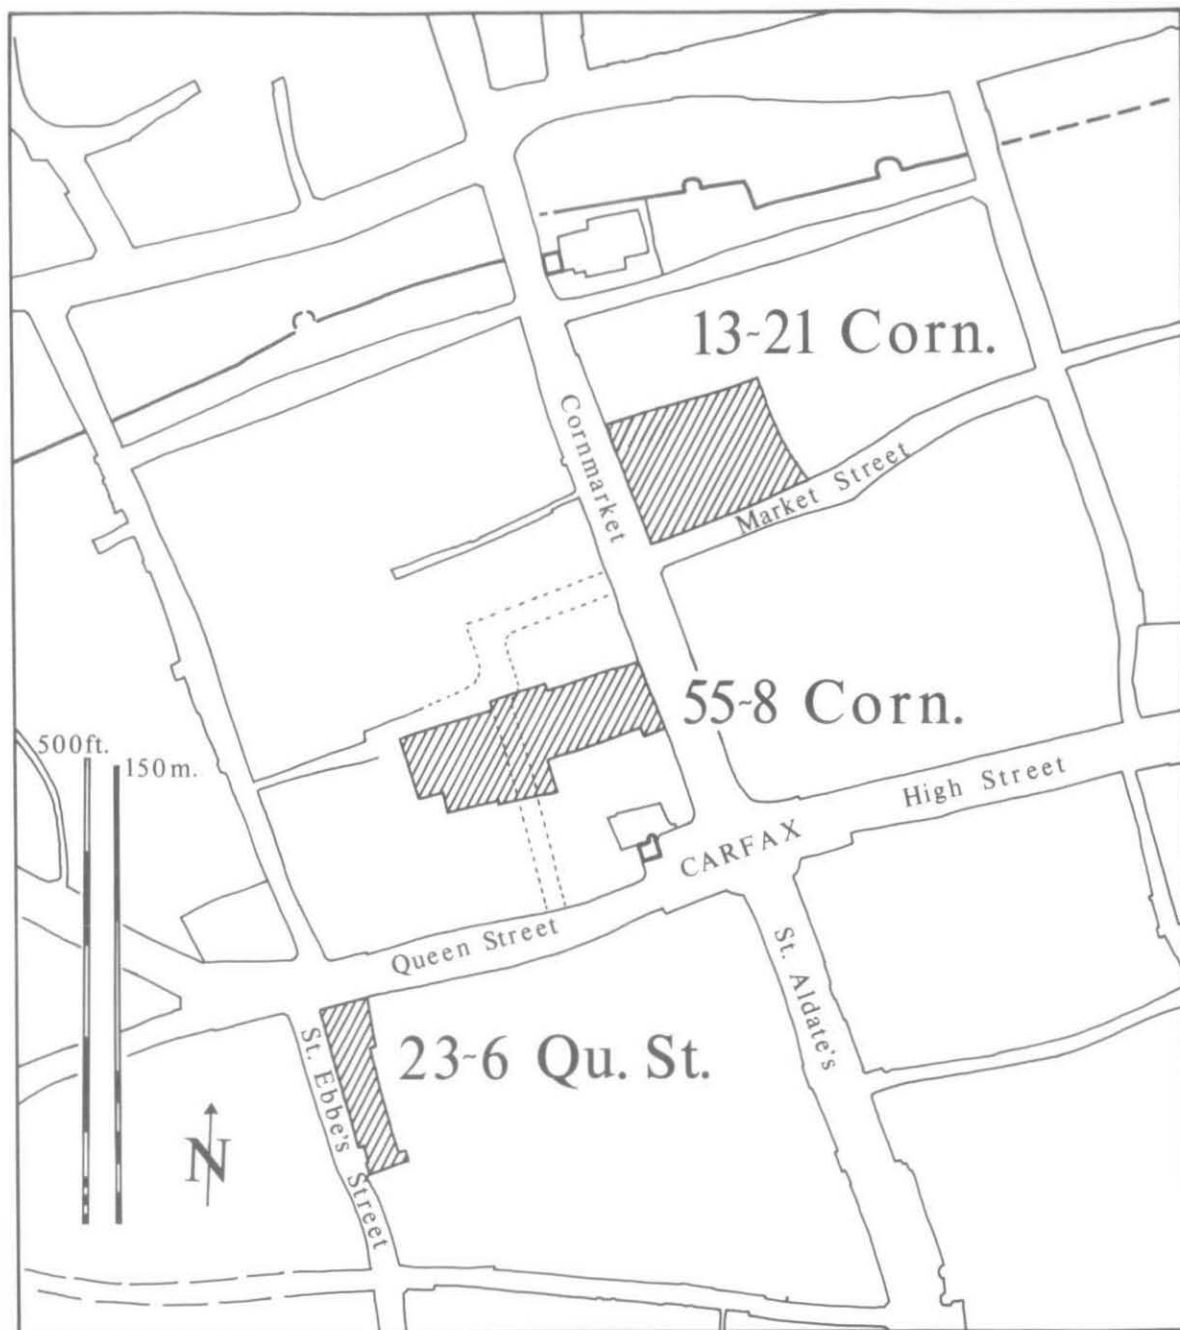 13-21 Corn.
Cornmarket
Market Street
55-8 Corn.
500ft.
150m.
High Street
CARFAX
Queen Street
St. Aldate's
23-6 Qu. St.
St. Ebbe's Street
N